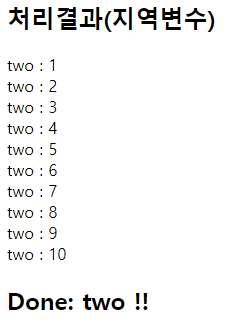 처리결과(지역변수)
two : 1
two : 2
two : 3
two : 4
two : 5
two : 6
two : 7
two : 8
two : 9
two : 10
Done: two !!